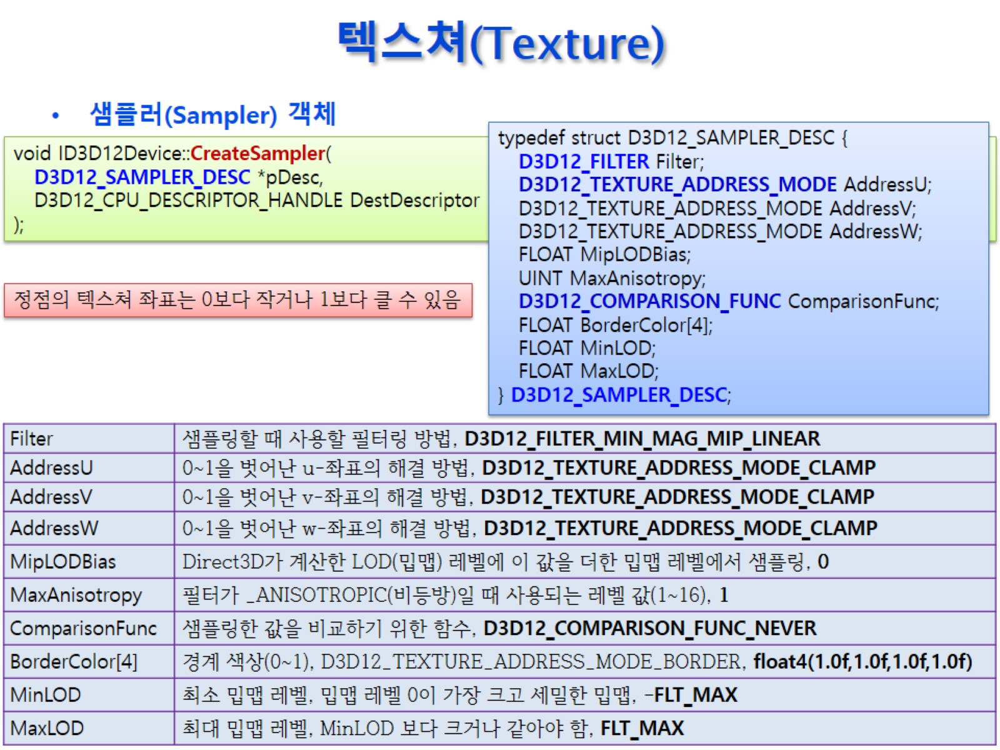 텍스쳐(Texture)
• 샘플러(Sampler) 객체
void ID3D12Device::CreateSampler(
D3D12_SAMPLER_DESC *pDesc,
D3D12_CPU_DESCRIPTOR_HANDLE DestDescriptor
);
typedef struct D3D12_SAMPLER_DESC {
D3D12_FILTER Filter;
D3D12_TEXTURE_ADDRESS_MODE AddressU;
D3D12_TEXTURE_ADDRESS_MODE AddressV;
D3D12_TEXTURE_ADDRESS_MODE AddressW;
FLOAT MipLODBias;
UINT MaxAnisotropy;
D3D12_COMPARISON_FUNC ComparisonFunc;
FLOAT BorderColor[4];
FLOAT MinLOD;
FLOAT MaxLOD;
} D3D12_SAMPLER_DESC;
정점의 텍스쳐 좌표는 0보다 작거나 1보다 클 수 있음
Filter 샘플링할 때 사용할 필터링 방법, D3D12_FILTER_MIN_MAG_MIP_LINEAR
AddressU 0~1을 벗어난 u-좌표의 해결 방법, D3D12_TEXTURE_ADDRESS_MODE_CLAMP
AddressV 0~1을 벗어난 v-좌표의 해결 방법, D3D12_TEXTURE_ADDRESS_MODE_CLAMP
AddressW 0~1을 벗어난 w-좌표의 해결 방법, D3D12_TEXTURE_ADDRESS_MODE_CLAMP
MipLODBias Direct3D가 계산한 LOD(밉맵) 레벨에 이 값을 더한 밉맵 레벨에서 샘플링, 0
MaxAnisotropy 필터가 _ANISOTROPIC(비등방)일 때 사용되는 레벨 값(1~16), 1
ComparisonFunc 샘플링한 값을 비교하기 위한 함수, D3D12_COMPARISON_FUNC_NEVER
BorderColor[4] 경계 색상(0~1), D3D12_TEXTURE_ADDRESS_MODE_BORDER, float4(1.0f,1.0f,1.0f,1.0f)
MinLOD 최소 밉맵 레벨, 밉맵 레벨 0이 가장 크고 세밀한 밉맵, -FLT_MAX
MaxLOD 최대 밉맵 레벨, MinLOD 보다 크거나 같아야 함, FLT_MAX